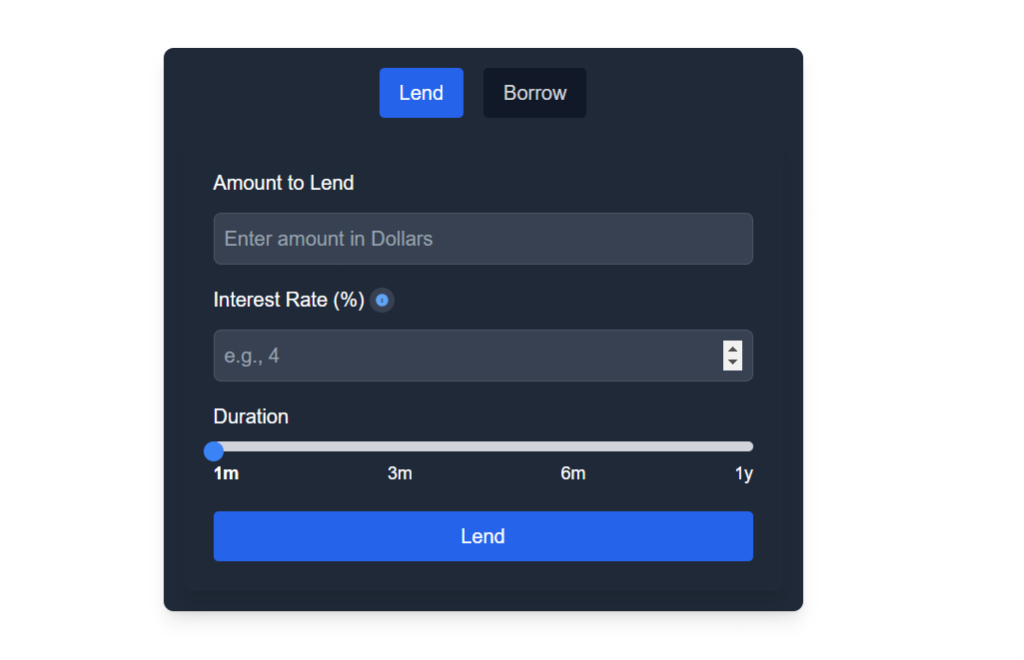 Lend Borrow
Amount to Lend
Enter amount in Dollars
Interest Rate (%)
e.g., 4
Duration
1m 3m 6m 1y
Lend